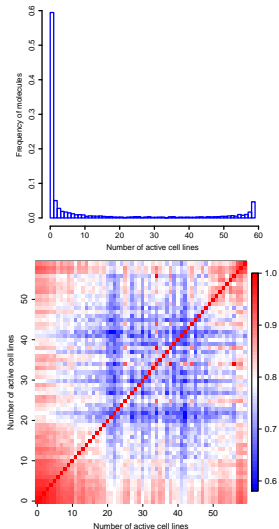 Frequency of molecules
0.0 0.1 0.2 0.3 0.4 0.5 0.6
0 10 20 30 40 50 60
Number of active cell lines
Number of active cell lines
0 10 20 30 40 50
0 10 20 30 40 50
Number of active cell lines
1.0
0.9
0.8
0.7
0.6